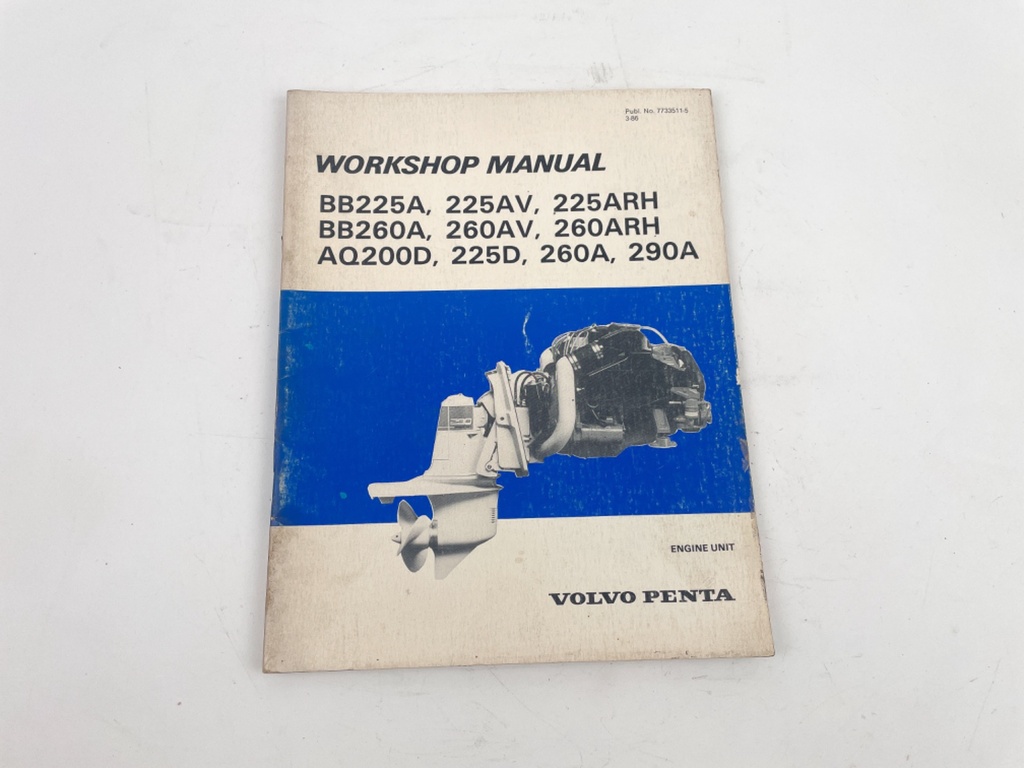 Publ. No. 7733511-5
3-86
WORKSHOP MANUAL
BB225A, 225AV, 225ARH
BB260A, 260AV, 260ARH
AQ200D, 225D, 260A, 290A
ENGINE UNIT
VOLVO PENTA